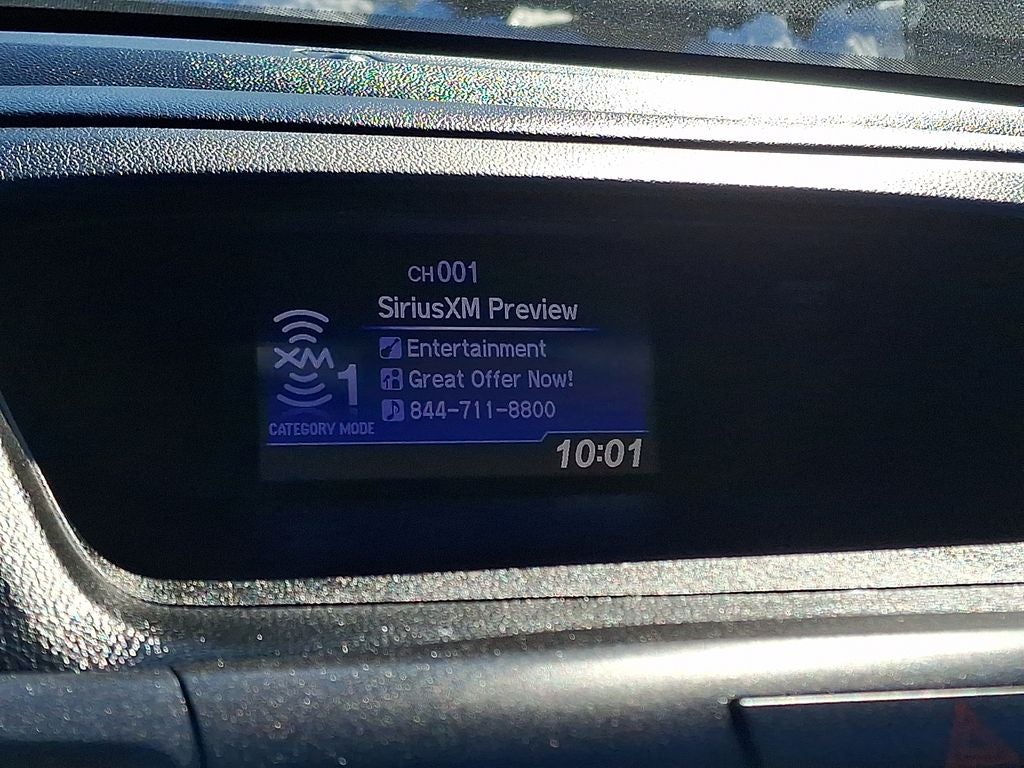 CH001
SiriusXM Preview
XM
1
Entertainment
Great Offer Now!
844-711-8800
CATEGORY MODE
10:01